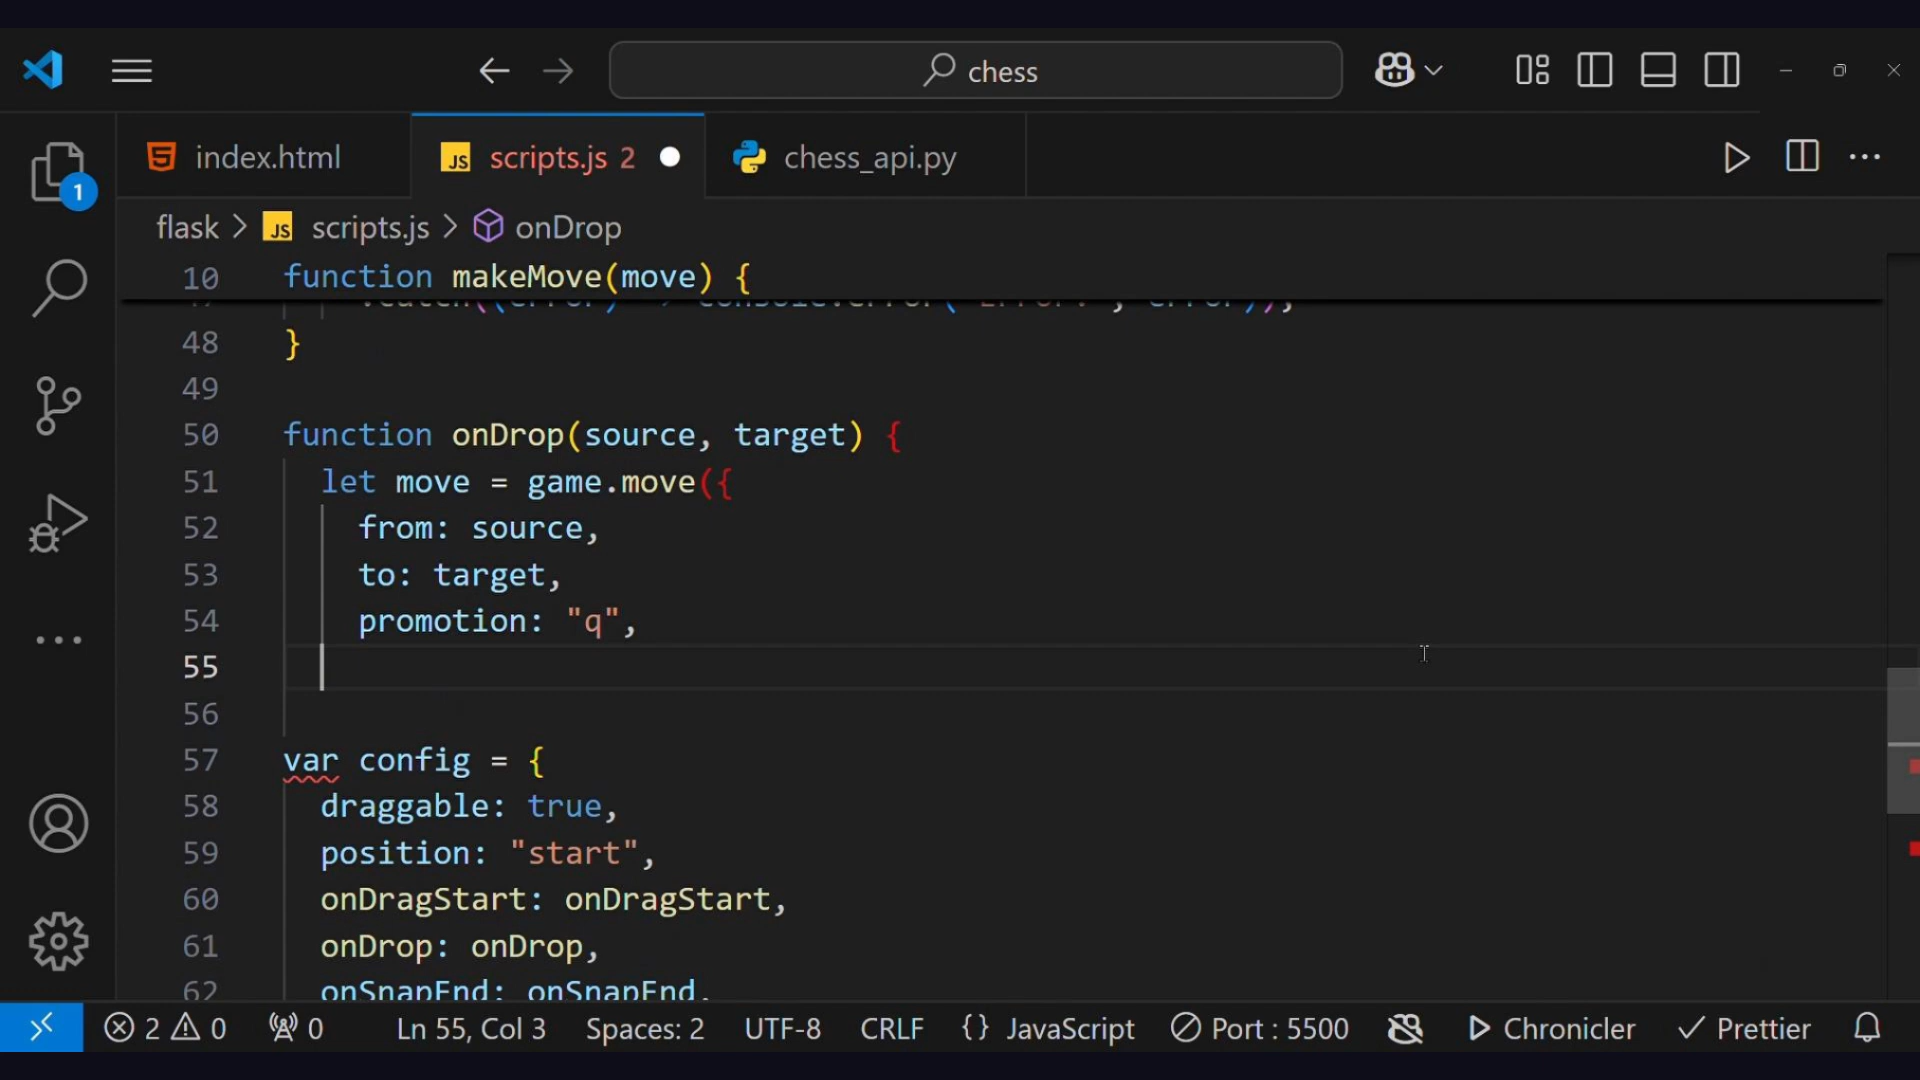 chess
index.html
JS scripts.js 2
chess_api.py
1
flask > JS scripts.js > onDrop
10 function makeMove(move) {
48 }
49
50 function onDrop(source, target) {
51 let move = game.move({
52 from: source,
53 to: target,
54 promotion: "q",
55
56
57 var config = {
58 draggable: true,
59 position: "start",
60 onDragStart: onDragStart,
61 onDrop: onDrop,
62 onSnapEnd: onSnapEnd,
2 0 0 Ln 55, Col 3 Spaces: 2 UTF-8 CRLF {} JavaScript Port : 5500 Chronicler Prettier